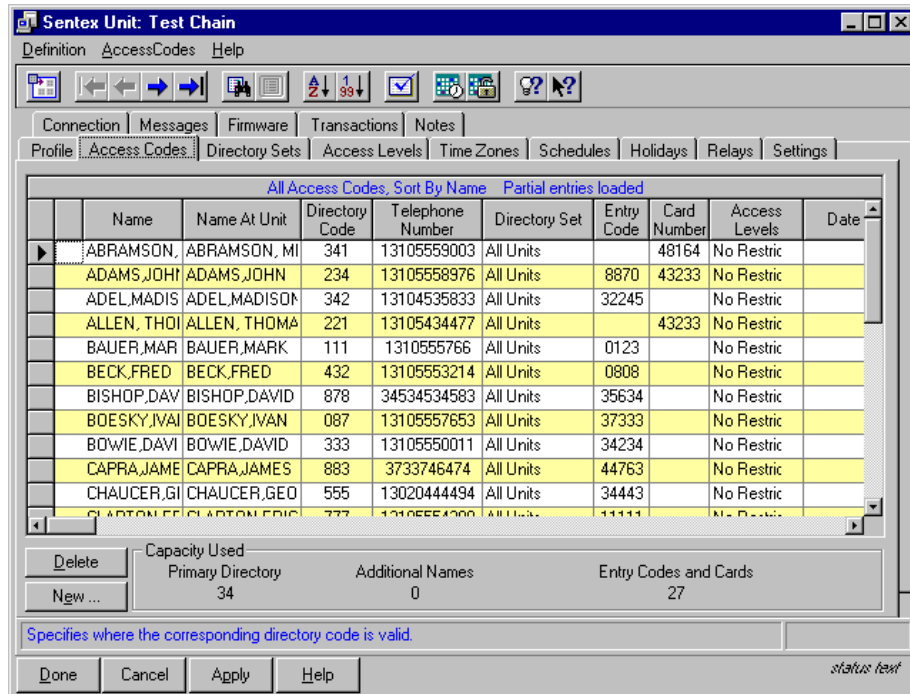 Sentex Unit: Test Chain
Definition AccessCodes Help
Connection Messages Firmware Transactions Notes
Profile Access Codes Directory Sets Access Levels Time Zones Schedules Holidays Relays Settings
All Access Codes, Sort By Name Partial entries loaded
Name Name At Unit Directory Code Telephone Number Directory Set Entry Code Card Number Access Levels Date
ABRAMSON, ABRAMSON, MI 341 13105559003 All Units 48164 No Restric
ADAMS,JOHN ADAMS,JOHN 234 13105558976 All Units 8870 43233 No Restric
ADEL,MADIS ADEL,MADISON 342 13104535833 All Units 32245 No Restric
ALLEN, THO ALLEN, THOMA 221 13105434477 All Units 43233 No Restric
BAUER,MAR BAUER,MARK 111 1310555766 All Units 0123 No Restric
BECK,FRED BECK,FRED 432 13105553214 All Units 0808 No Restric
BISHOP,DAV BISHOP,DAVID 878 34534534583 All Units 35634 No Restric
BOESKY,IVA BOESKY,IVAN 087 13105557653 All Units 37333 No Restric
BOWIE,DAVI BOWIE,DAVID 333 13105550011 All Units 34234 No Restric
CAPRA,JAME CAPRA,JAMES 883 3733746474 All Units 44763 No Restric
CHAUCER,GI CHAUCER,GEO 555 13020444494 All Units 34443 No Restric
777 All Units 11111
Delete
Capacity Used
Primary Directory Additional Names Entry Codes and Cards
New ...
34 0 27
Specifies where the corresponding directory code is valid.
Done Cancel Apply Help
status text